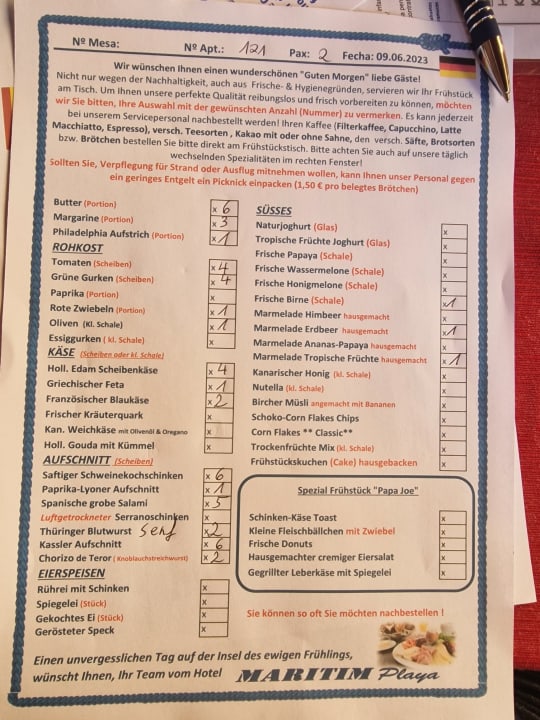 Nº Mesa: Nº Apt.: 121 Pax: 2 Fecha: 09.06.2023
Wir wünschen Ihnen einen wunderschönen "Guten Morgen" liebe Gäste!
Nicht nur wegen der Nachhaltigkeit, auch aus Frische- & Hygienegründen, servieren wir Ihr Frühstück
am Tisch. Um Ihnen unsere perfekte Qualität reibungslos und frisch vorbereiten zu können, möchten
wir Sie bitten, Ihre Auswahl mit der gewünschten Anzahl (Nummer) zu vermerken. Es kann jederzeit
bei unserem Servicepersonal nachbestellt werden! Ihren Kaffee (Filterkaffee, Capucchino, Latte
Macchiatto, Espresso), versch. Teesorten , Kakao mit oder ohne Sahne, den versch. Säfte, Brotsorten
bzw. Brötchen bestellen Sie bitte direkt am Frühstückstisch. Bitte achten Sie auch auf unsere täglich
wechselnden Spezialitäten im rechten Fenster!
Sollten Sie, Verpflegung für Strand oder Ausflug mitnehmen wollen, kann Ihnen unser Personal gegen
ein geringes Entgelt ein Picknick einpacken (1,50 € pro belegtes Brötchen)
Butter (Portion) x 6
Margarine (Portion) x 3
Philadelphia Aufstrich (Portion) x 1
ROHKOST
Tomaten (Scheiben) x 4
Grüne Gurken (Scheiben) x 4
Paprika (Portion) x
Rote Zwiebeln (Portion) x 1
Oliven (Kl. Schale) x 1
Essiggurken ( kl. Schale) x
KÄSE (Scheiben oder kl. Schale)
Holl. Edam Scheibenkäse x 4
Griechischer Feta x 1
Französischer Blaukäse x 2
Frischer Kräuterquark x
Kan. Weichkäse mit Olivenöl & Oregano x
Holl. Gouda mit Kümmel x
AUFSCHNITT (Scheiben)
Saftiger Schweinekochschinken x 6
Paprika-Lyoner Aufschnitt x 1
Spanische grobe Salami x 5
Luftgetrockneter Serranoschinken x
Thüringer Blutwurst Senf x 2
Kassler Aufschnitt x 6
Chorizo de Teror ( Knoblauchstreichwurst) x 2
EIERSPEISEN
Rührei mit Schinken x
Spiegelei (Stück) x
Gekochtes Ei (Stück) x
Gerösteter Speck x
SÜSSES
Naturjoghurt (Glas) x
Tropische Früchte Joghurt (Glas) x
Frische Papaya (Schale) x
Frische Wassermelone (Schale) x
Frische Honigmelone (Schale) x
Frische Birne (Schale) x 1
Marmelade Himbeer hausgemacht x
Marmelade Erdbeer hausgemacht x 1
Marmelade Ananas-Papaya hausgemacht x
Marmelade Tropische Früchte hausgemacht x 1
Kanarischer Honig (kl. Schale) x
Nutella (kl. Schale) x
Bircher Müsli angemacht mit Bananen x
Schoko-Corn Flakes Chips x
Corn Flakes ** Classic** x
Trockenfrüchte Mix (kl. Schale) x
Frühstückskuchen (Cake) hausgebacken x
Spezial Frühstück "Papa Joe"
Schinken-Käse Toast x
Kleine Fleischbällchen mit Zwiebel x
Frische Donuts x
Hausgemachter cremiger Eiersalat x
Gegrillter Leberkäse mit Spiegelei x
Sie können so oft Sie möchten nachbestellen !
Einen unvergesslichen Tag auf der Insel des ewigen Frühlings,
wünscht Ihnen, Ihr Team vom Hotel MARITIM Playa